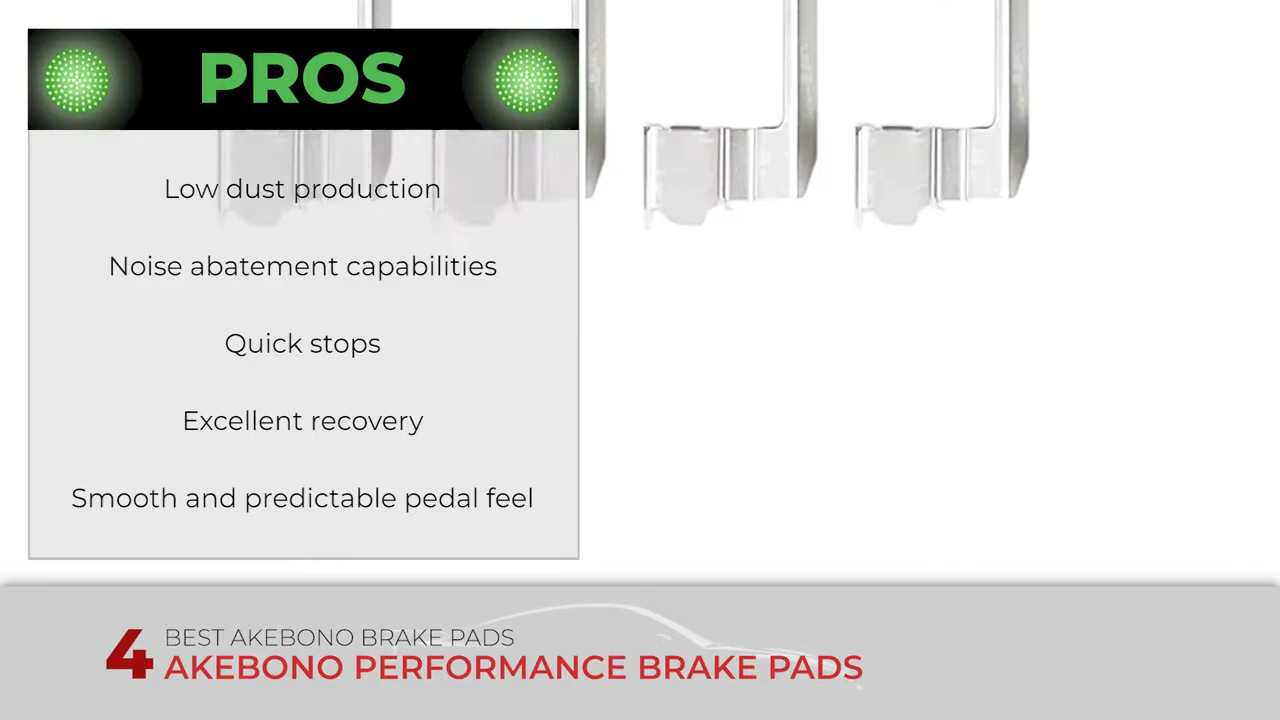 PROS
Low dust production
Noise abatement capabilities
Quick stops
Excellent recovery
Smooth and predictable pedal feel
4
BEST AKEBONO BRAKE PADS
AKEBONO PERFORMANCE BRAKE PADS